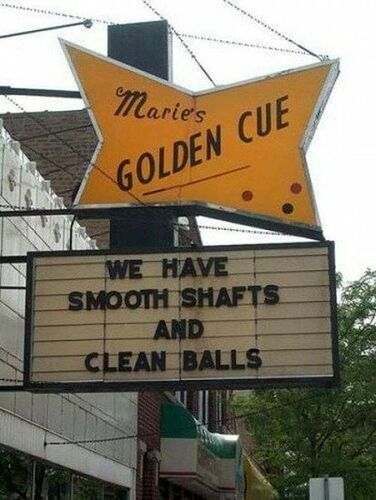 Marie's
GOLDEN CUE
WE HAVE
SMOOTH SHAFTS
AND
CLEAN BALLS